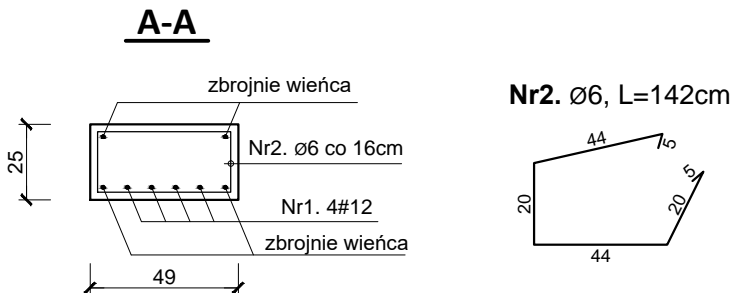 A-A
zbrojnie wieńca
25
Nr2. Ø6 co 16cm
Nr1. 4#12
zbrojnie wieńca
49
Nr2. Ø6, L=142cm
44
5
20
5
20
44